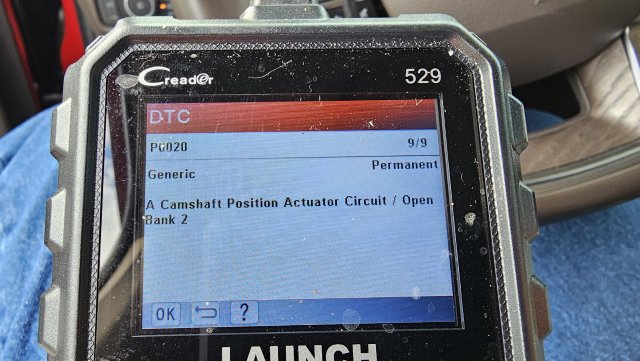 Creader 529
DTC
P0020 9/9
Generic Permanent
A Camshaft Position Actuator Circuit / Open
Bank 2
OK ?
LAUNCH